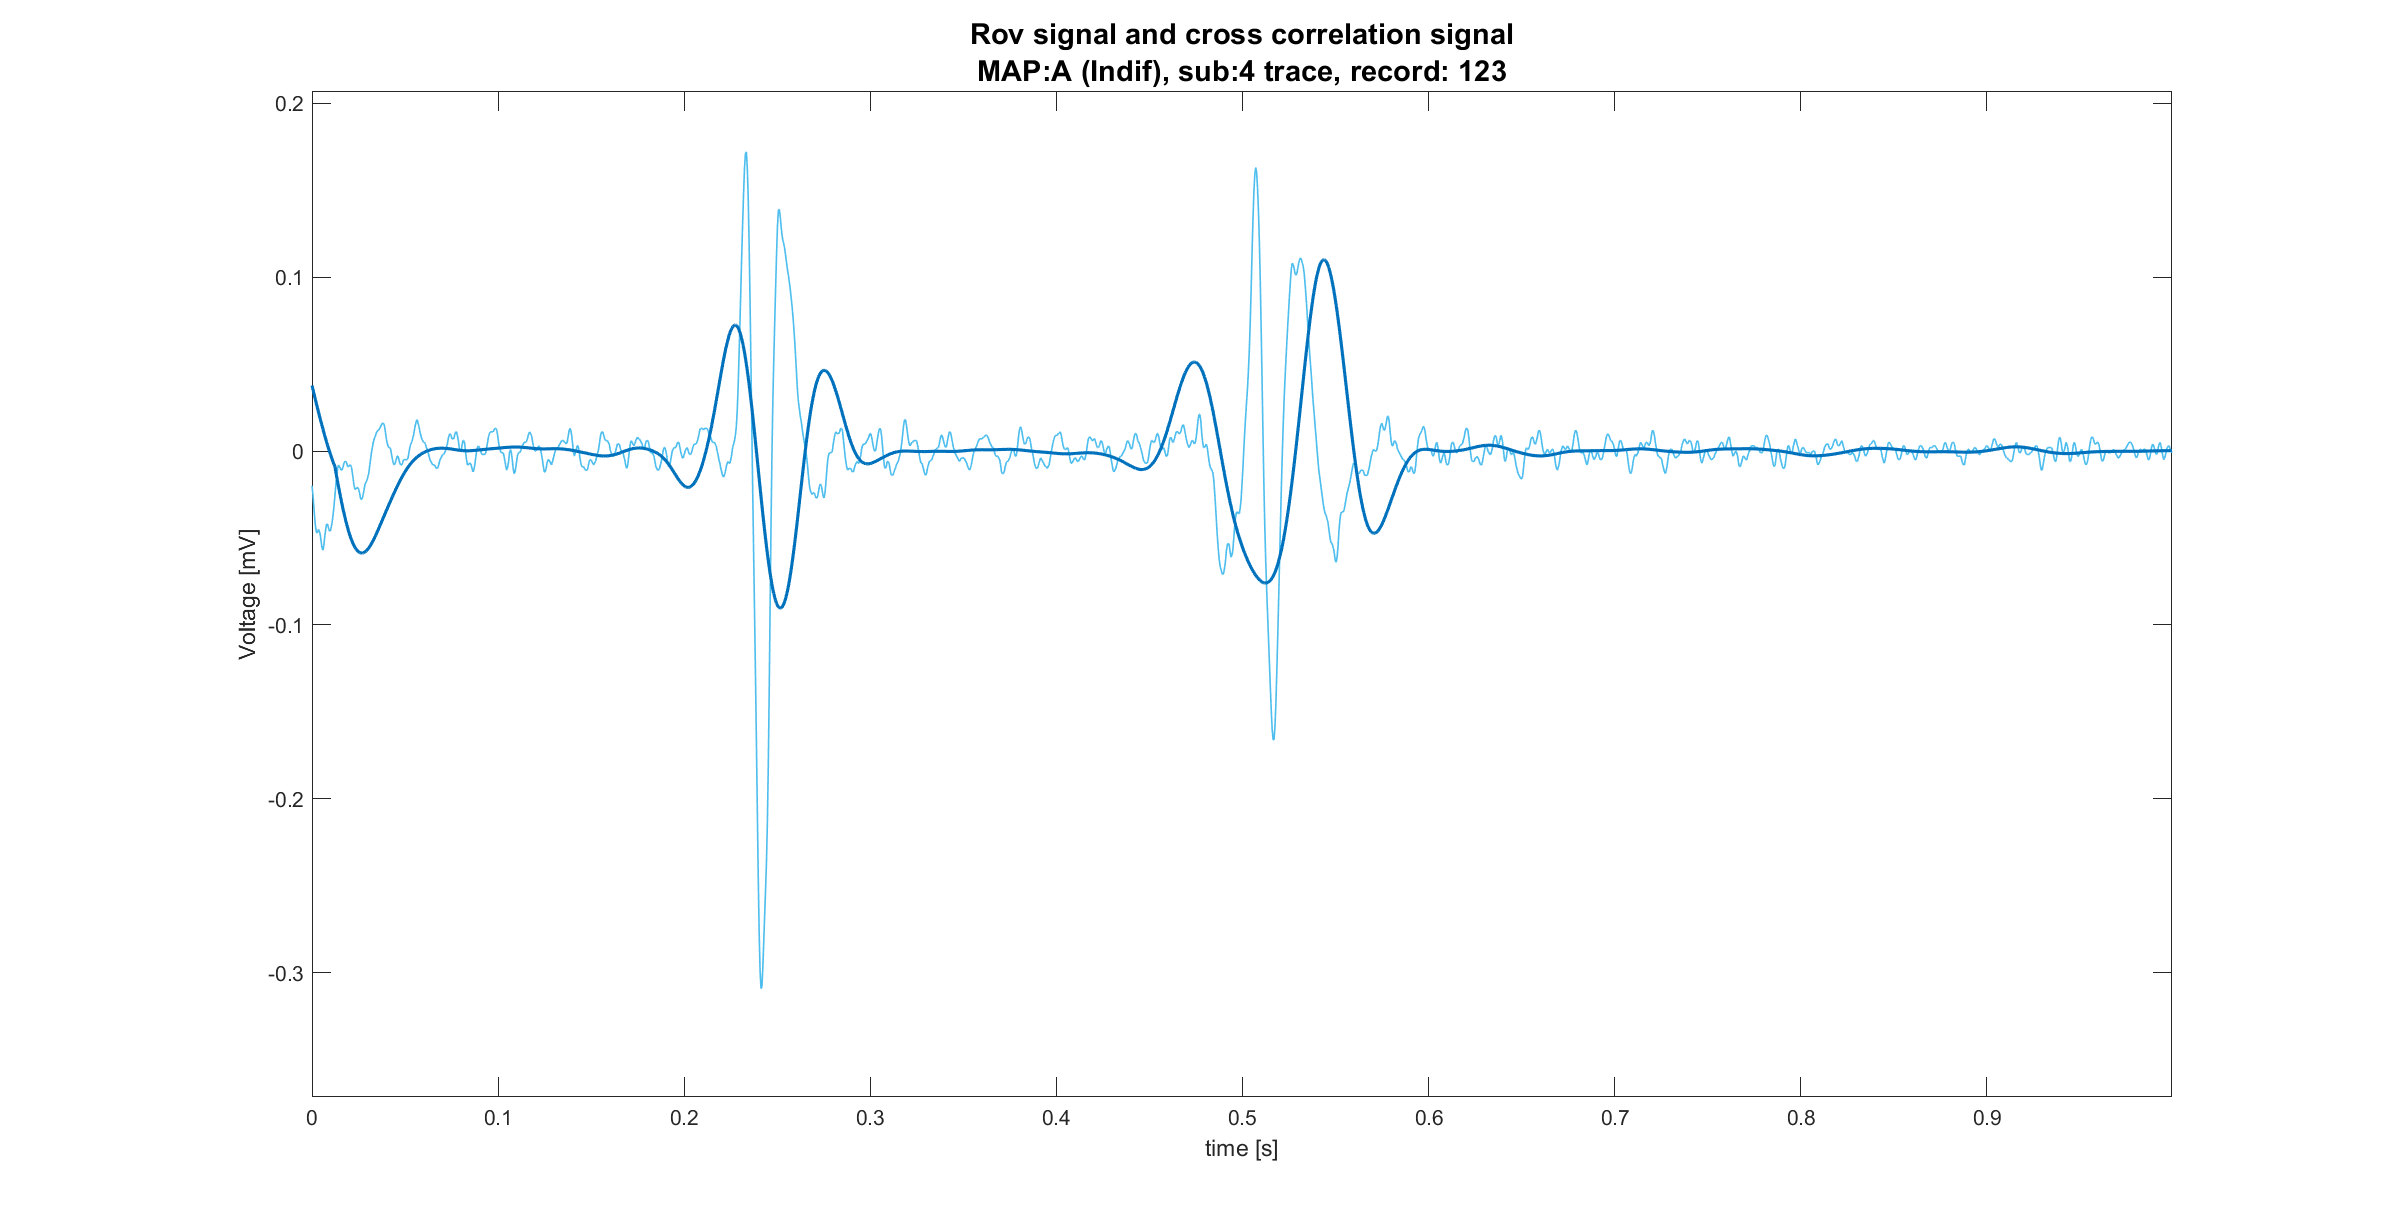 Rov signal and cross correlation signal
MAP:A (Indif), sub:4 trace, record: 123
0.2
0.1
0
-0.1
-0.2
-0.3
Voltage [mV]
0 0.1 0.2 0.3 0.4 0.5 0.6 0.7 0.8 0.9
time [s]